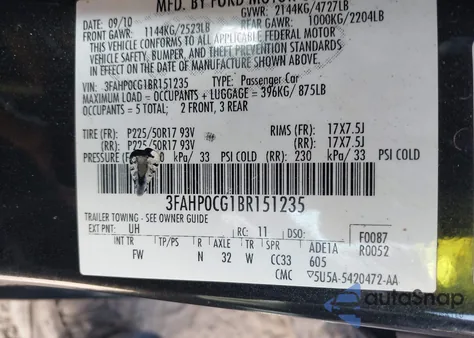 MFD. BY FORD MOTOR
DATE: 09/10 GVWR: 2144KG/4727LB
FRONT GAWR: 1144KG/2523LB REAR GAWR: 1000KG/2204LB
THIS VEHICLE CONFORMS TO ALL APPLICABLE FEDERAL MOTOR
VEHICLE SAFETY, BUMPER, AND THEFT PREVENTION STANDARDS
IN EFFECT ON THE DATE OF MANUFACTURE SHOWN ABOVE.
VIN: 3FAHP0CG1BR151235 TYPE: Passenger Car
MAXIMUM LOAD = OCCUPANTS + LUGGAGE = 396KG/ 875LB
OCCUPANTS = 5 TOTAL; 2 FRONT, 3 REAR
TIRE (FR): P225/50R17 93V RIMS (FR): 17X7.5J
TIRE (RR): P225/50R17 93V (RR): 17X7.5J
PRESSURE (F 0 kPa/ 33 PSI COLD (RR) 230 kPa/ 33 PSI COLD
3FAHP0CG1BR151235
TRAILER TOWING - SEE OWNER GUIDE
EXT PNT: UH RC: 11 DSO: F0087
R0052
INT TR TP/PS R AXLE TR SPR ADE1A
FW N 32 W CC33 605
CMC ▽5U5A-5420472-AA
autoSnap